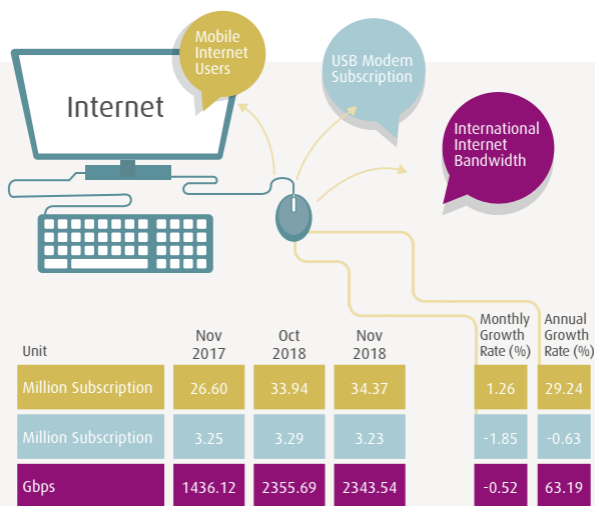 Mobile
Internet
Users
USB Modem
Subscription
Internet
International
Internet
Bandwidth
Unit
Nov
2017
Oct
2018
Nov
2018
Monthly
Growth
Rate (%)
Annual
Growth
Rate (%)
Million Subscription 26.60 33.94 34.37 1.26 29.24
Million Subscription 3.25 3.29 3.23 -1.85 -0.63
Gbps 1436.12 2355.69 2343.54 -0.52 63.19